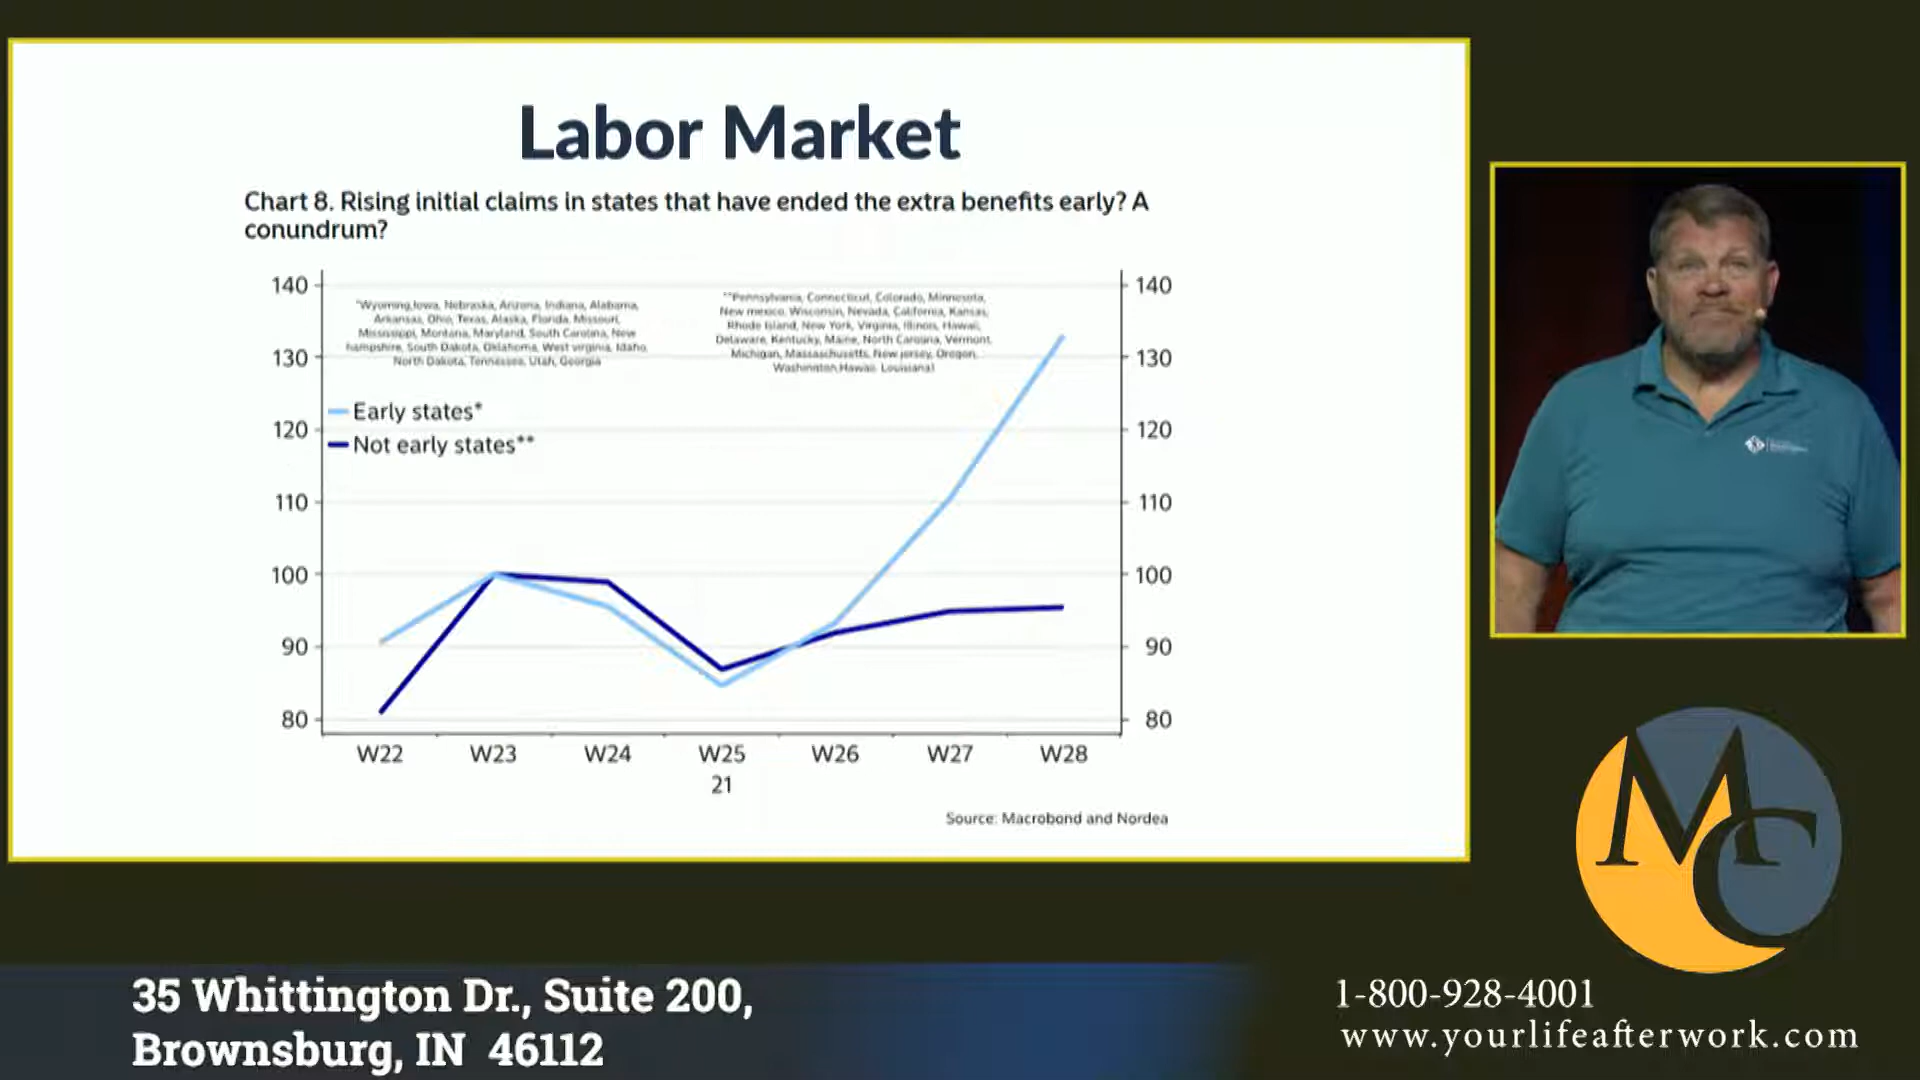 Labor Market
Chart 8. Rising initial claims in states that have ended the extra benefits early? A
conundrum?
140
130
120
110
100
90
80
*Wyoming,Iowa, Nebraska, Arizona, Indiana, Alabama,
Arkansas, Ohio, Texas, Alaska, Florida, Missouri,
Mississippi, Montana, Maryland, South Carolina, New
hampshire, South Dakota, Oklahoma, West virginia, Idaho,
North Dakota, Tennessee, Utah, Georgia
**Pennsylvania, Connecticut, Colorado, Minnesota,
New mexico, Wisconsin, Nevada, California, Kansas,
Rhode Island, New York, Virginia, Illinois, Hawaii,
Delaware, Kentucky, Maine, North Carolina, Vermont,
Michigan, Massaschusetts, New jersey, Oregon,
Washington,Hawaii, Louisiana)
Early states*
Not early states**
140
130
120
110
100
90
80
W22 W23 W24 W25 W26 W27 W28
21
Source: Macrobond and Nordea
MC
35 Whittington Dr., Suite 200,
Brownsburg, IN 46112
1-800-928-4001
www.yourlifeafterwork.com